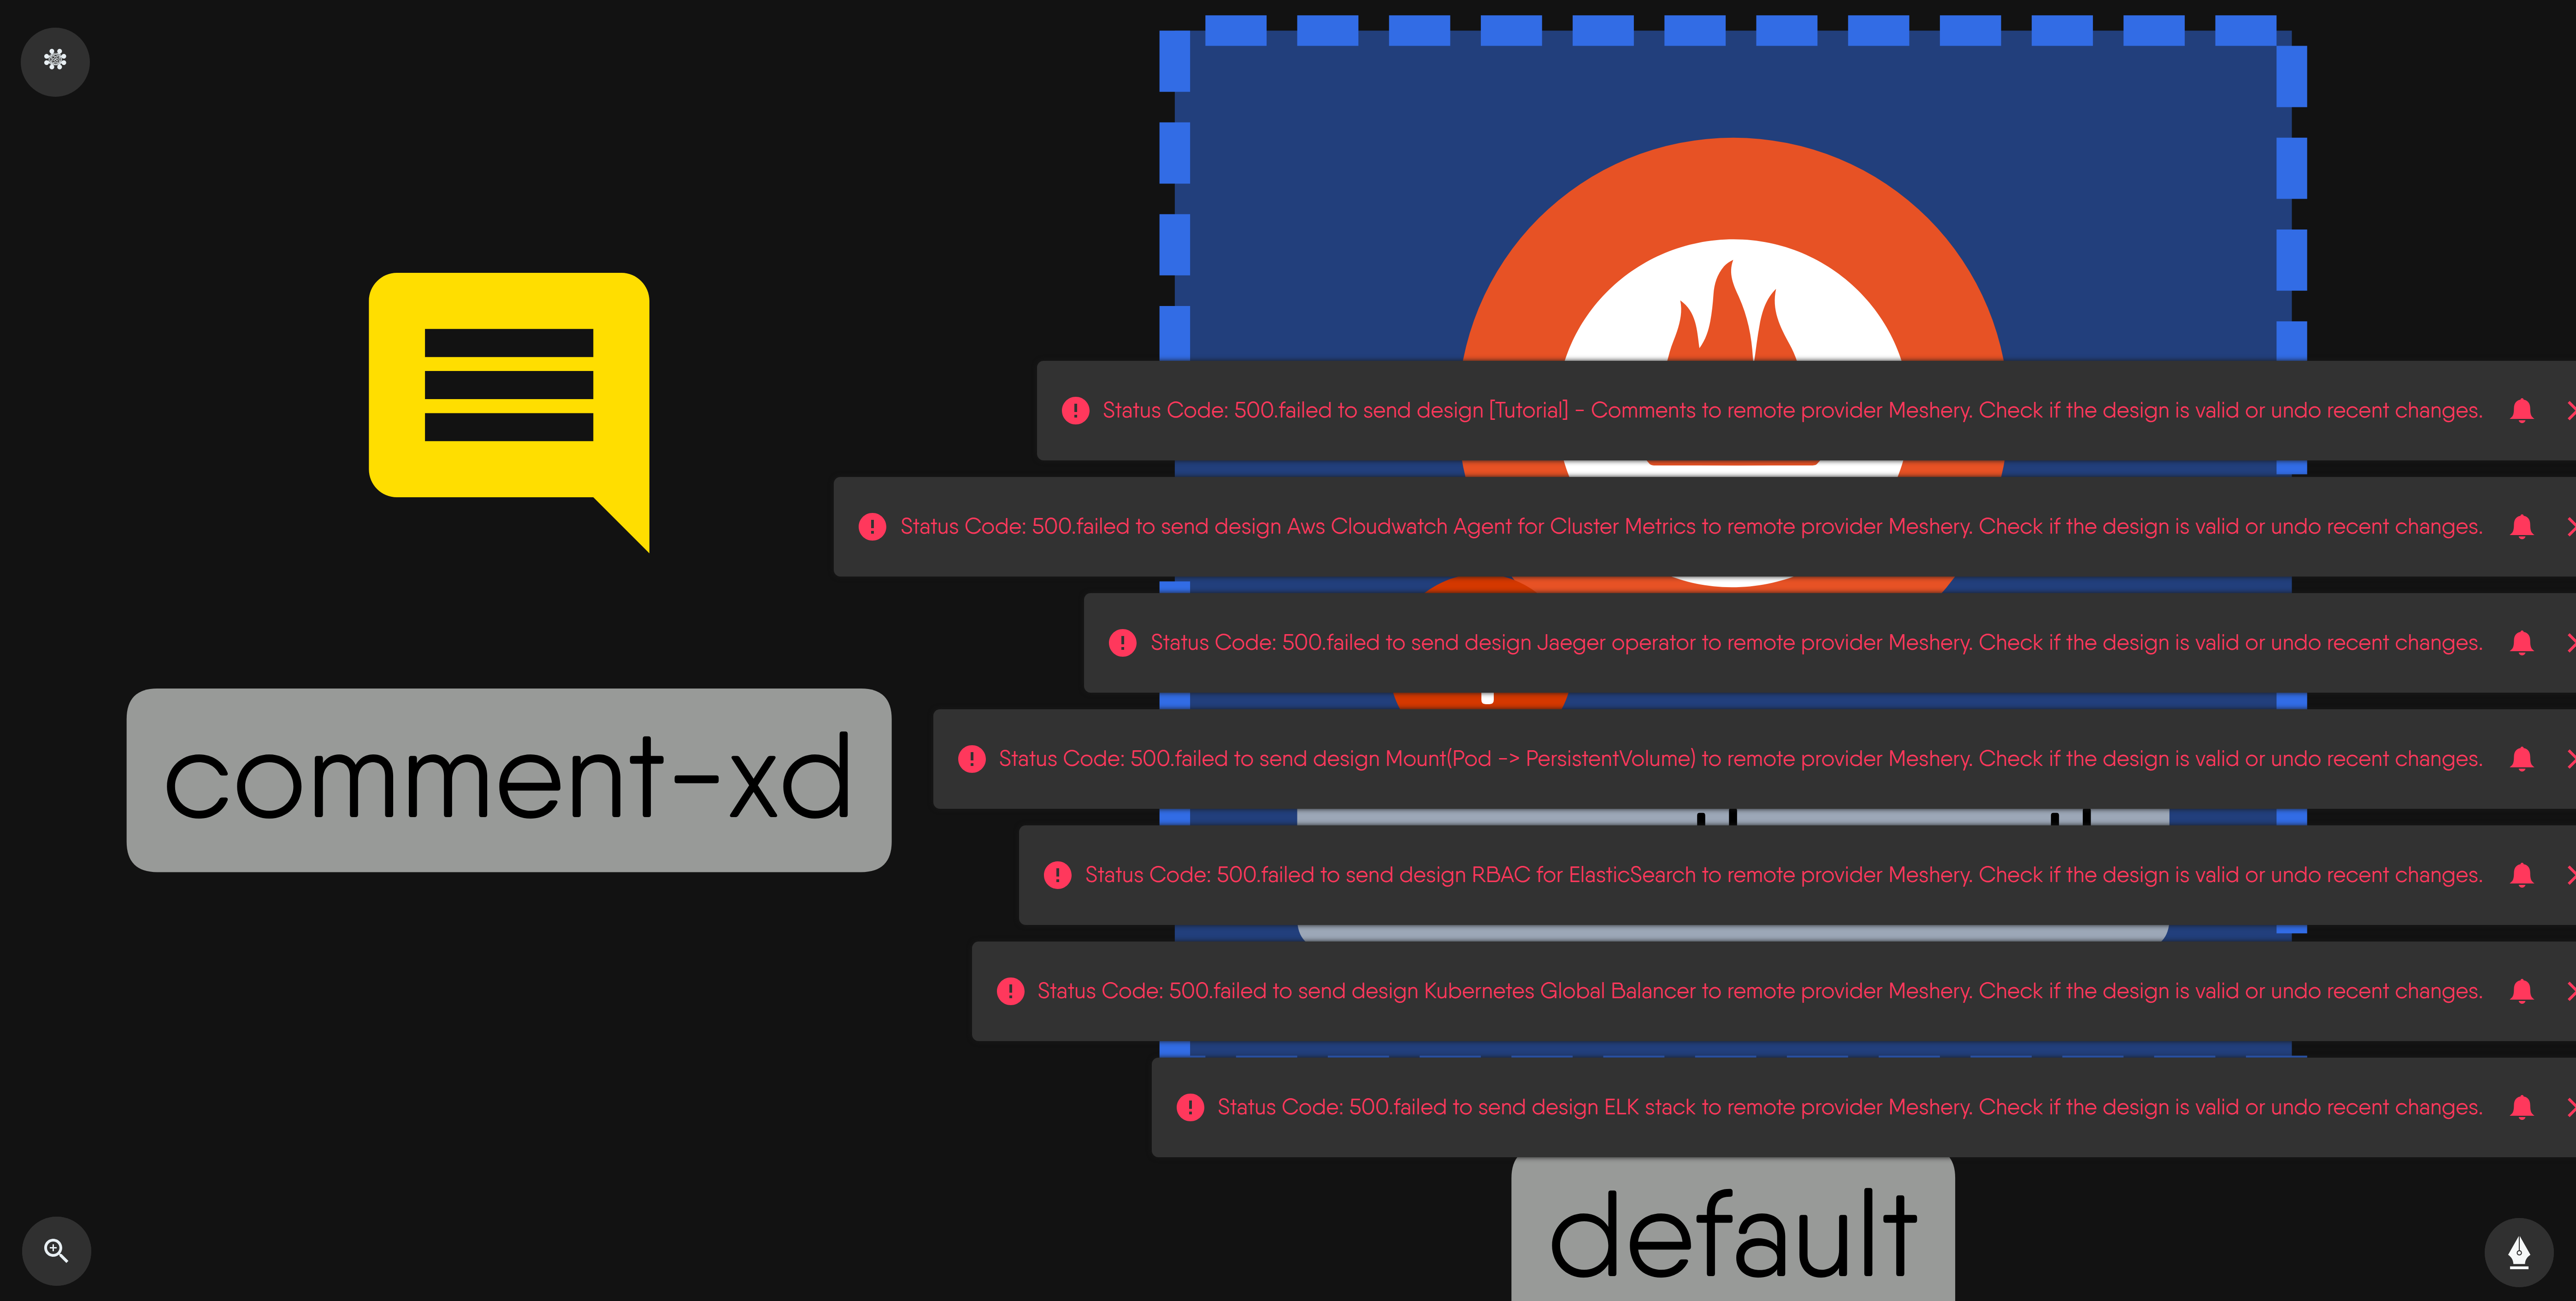 Status Code: 500.failed to send design [Tutorial] - Comments to remote provider Meshery. Check if the design is valid or undo recent changes.
Status Code: 500.failed to send design Aws Cloudwatch Agent for Cluster Metrics to remote provider Meshery. Check if the design is valid or undo recent changes.
Status Code: 500.failed to send design Jaeger operator to remote provider Meshery. Check if the design is valid or undo recent changes.
Status Code: 500.failed to send design Mount(Pod -> PersistentVolume) to remote provider Meshery. Check if the design is valid or undo recent changes.
comment-xd
Status Code: 500.failed to send design RBAC for ElasticSearch to remote provider Meshery. Check if the design is valid or undo recent changes.
Status Code: 500.failed to send design Kubernetes Global Balancer to remote provider Meshery. Check if the design is valid or undo recent changes.
Status Code: 500.failed to send design ELK stack to remote provider Meshery. Check if the design is valid or undo recent changes.
default